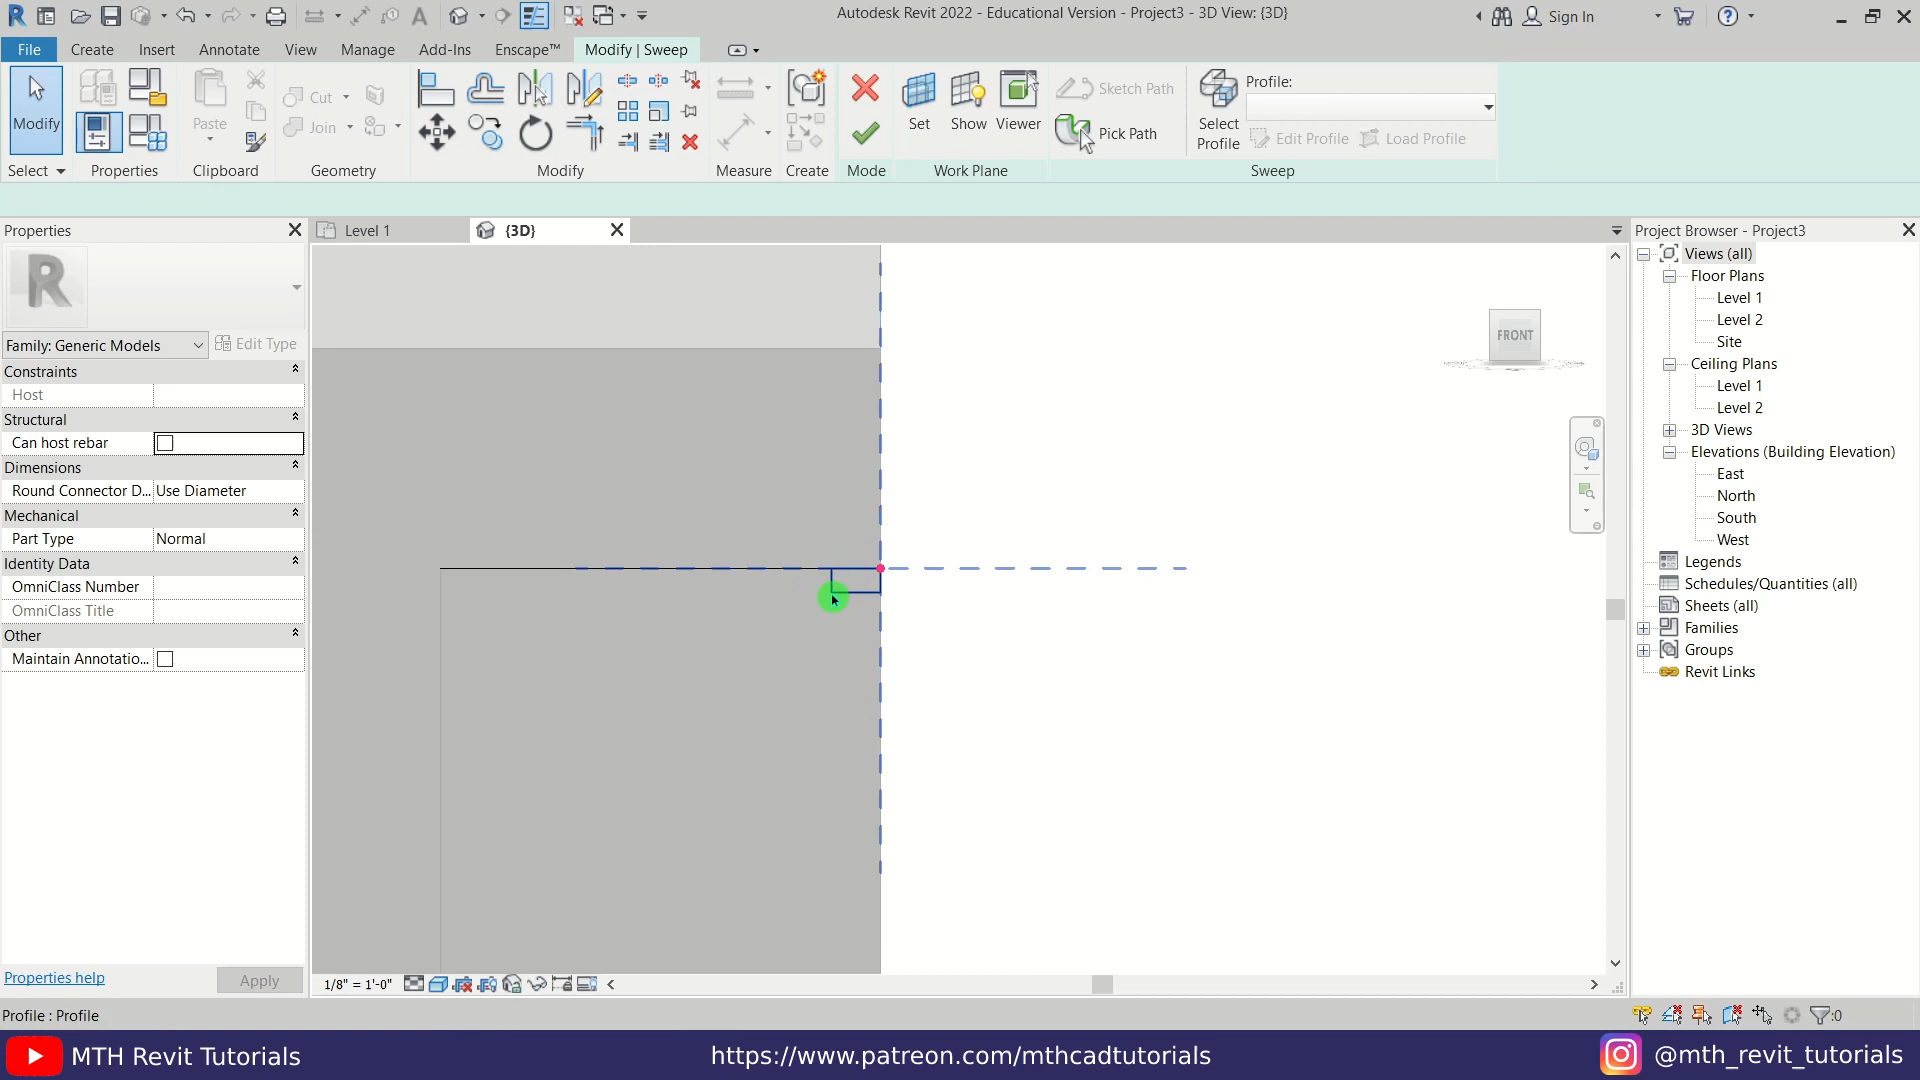 Autodesk Revit 2022 - Educational Version - Project3 - 3D View: {3D}
Sign In
File Create Insert Annotate View Manage Add-Ins Enscape™ Modify | Sweep
Modify
Paste
Cut
Join
Set
Show
Viewer
Sketch Path
Pick Path
Select
Profile
Profile:
Edit Profile
Load Profile
Select Properties Clipboard Geometry Modify Measure Create Mode Work Plane Sweep
Properties
Level 1
{3D}
Project Browser - Project3
R
Family: Generic Models
Edit Type
Constraints
Host
Structural
Can host rebar
Dimensions
Round Connector D... Use Diameter
Mechanical
Part Type Normal
Identity Data
OmniClass Number
OmniClass Title
Other
Maintain Annotatio...
Properties help
Apply
FRONT
Views (all)
Floor Plans
Level 1
Level 2
Site
Ceiling Plans
Level 1
Level 2
3D Views
Elevations (Building Elevation)
East
North
South
West
Legends
Schedules/Quantities (all)
Sheets (all)
Families
Groups
Revit Links
1/8" = 1'-0"
Profile : Profile
:0
MTH Revit Tutorials
https://www.patreon.com/mthcadtutorials
@mth_revit_tutorials